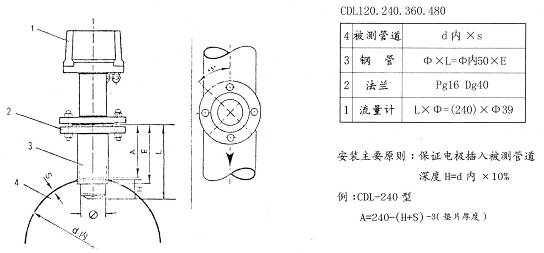 CDL120.240.360.480
4 被测管道 d内×s
3 钢 管 Φ×L=Φ内50×E
2 法兰 Pg16 Dg40
1 流量计 L×Φ=(240)×Φ39
安装主要原则:保证电极插入被测管道
深度H=d内 ×10%
例:CDL-240 型
A=240-(H+S)-3(垫片厚度)
1
2
3
4
S
d内
A
E
L
H
45°